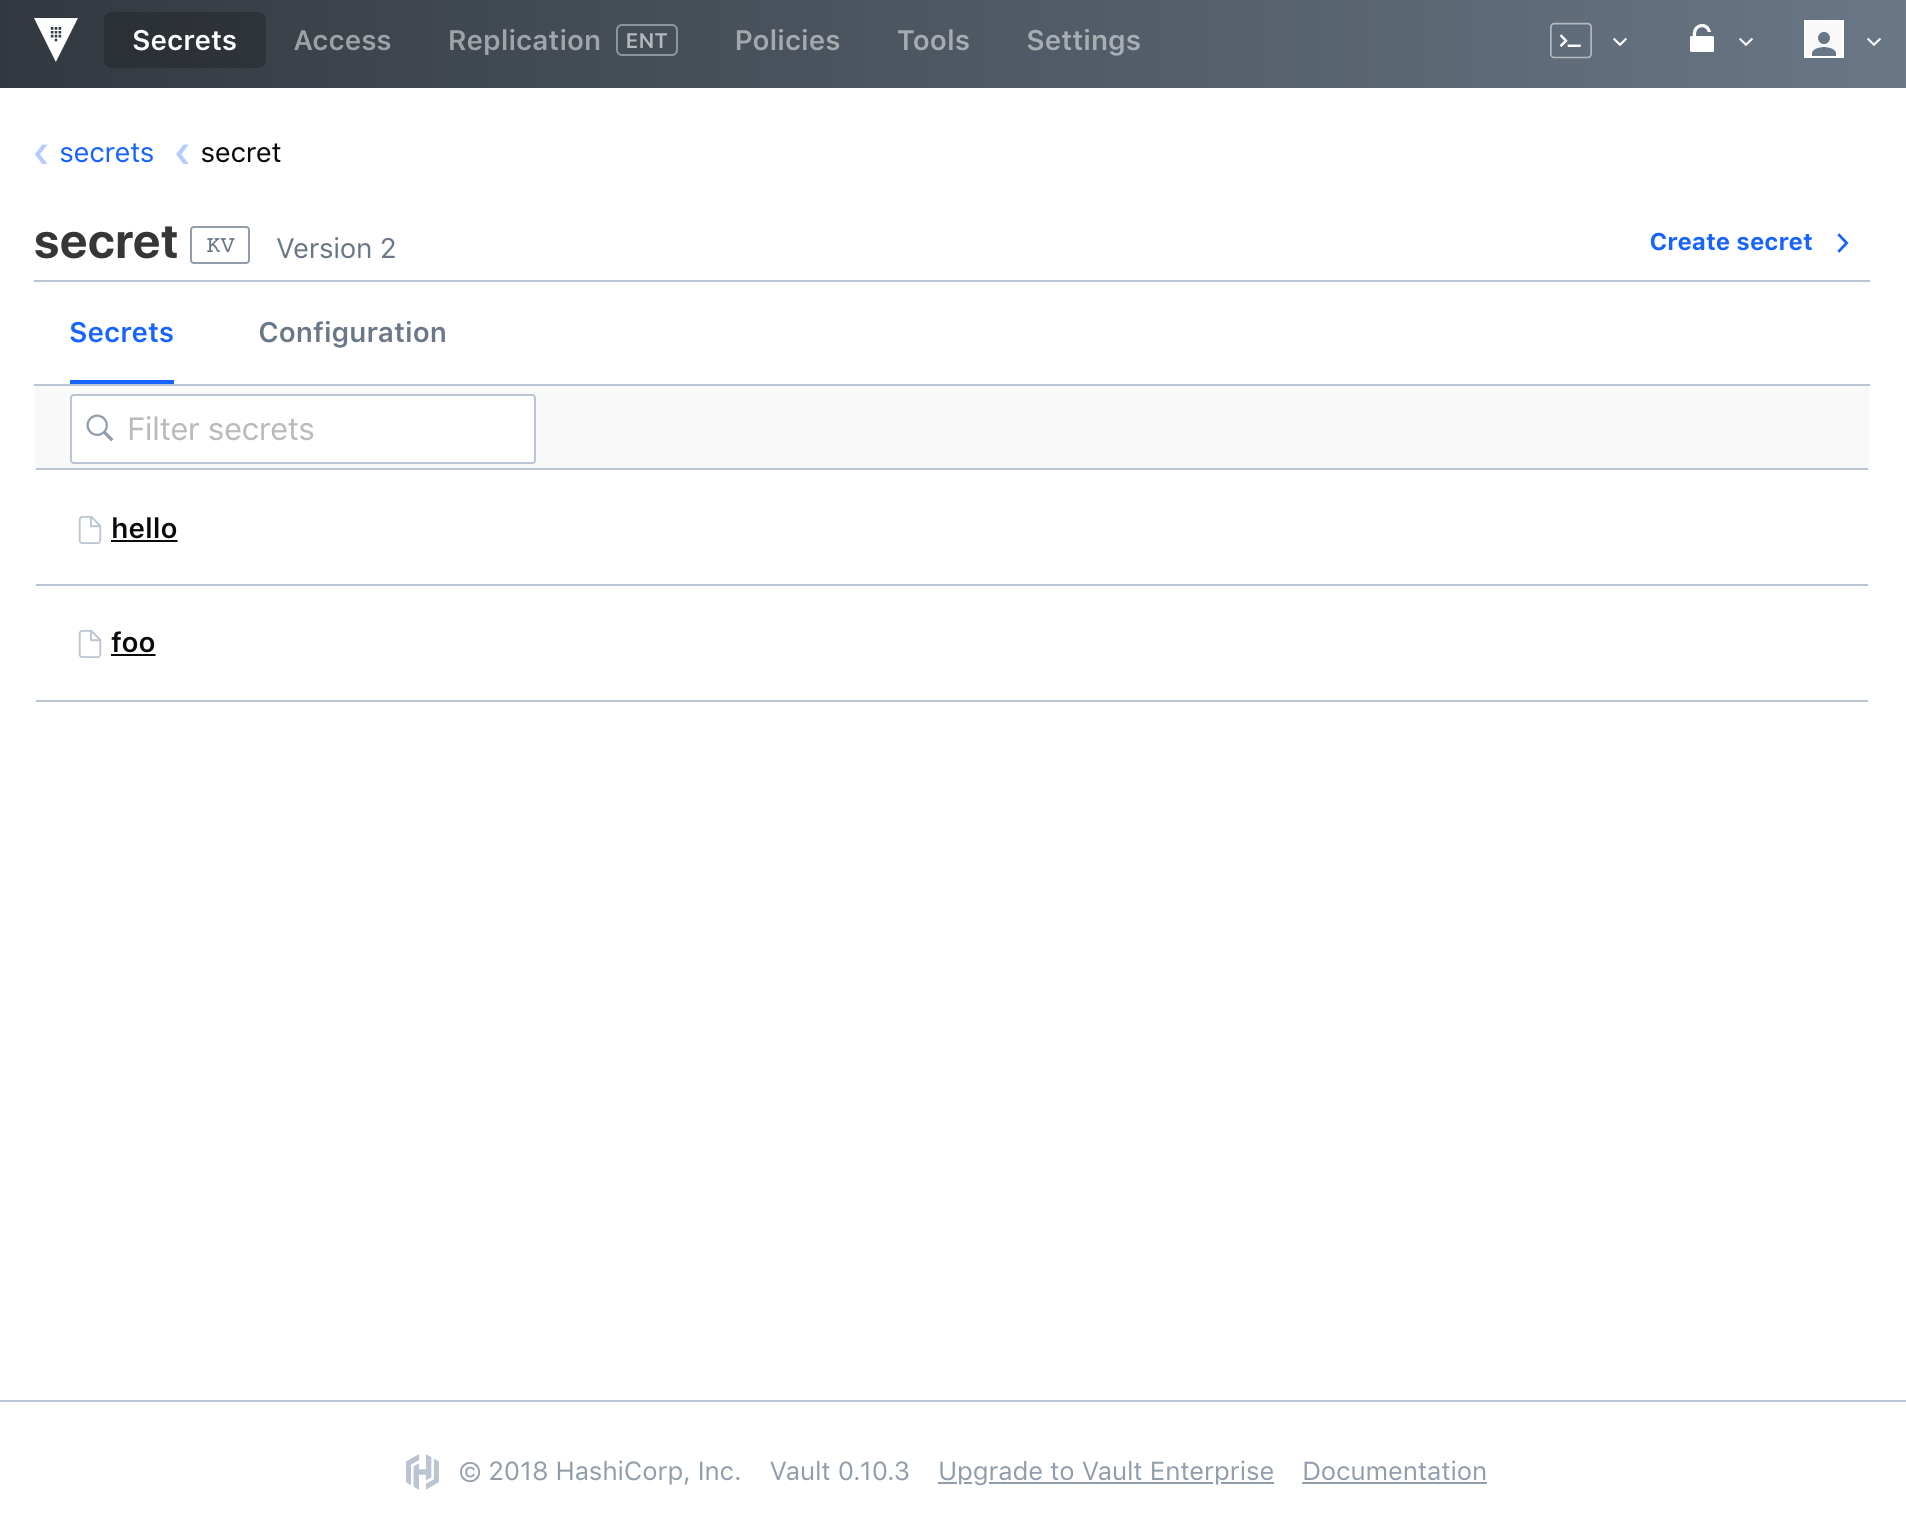 Secrets Access Replication ENT Policies Tools Settings
secrets secret
secret KV Version 2 Create secret
Secrets Configuration
Filter secrets
hello
foo
© 2018 HashiCorp, Inc. Vault 0.10.3 Upgrade to Vault Enterprise Documentation